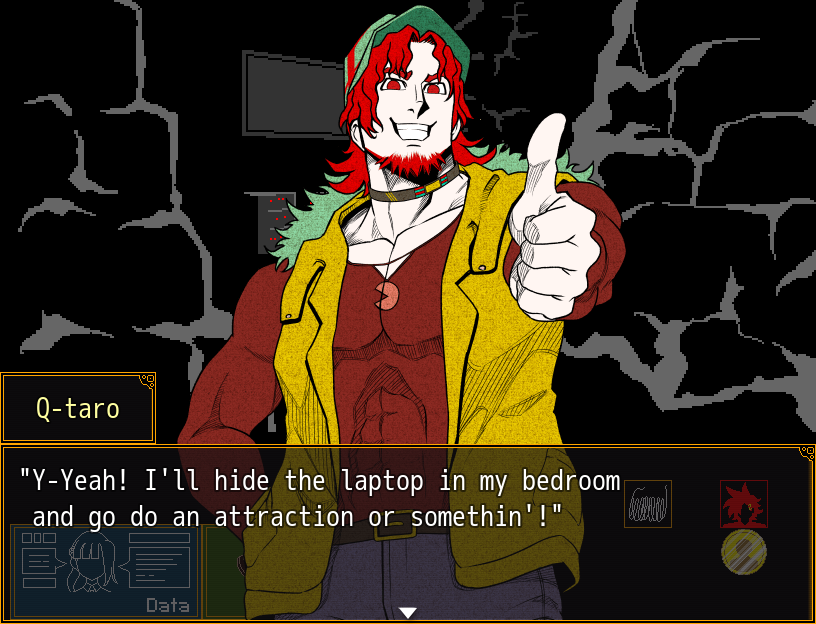 Q-taro
"Y-Yeah! I'll hide the laptop in my bedroom
and go do an attraction or somethin'!"
Data